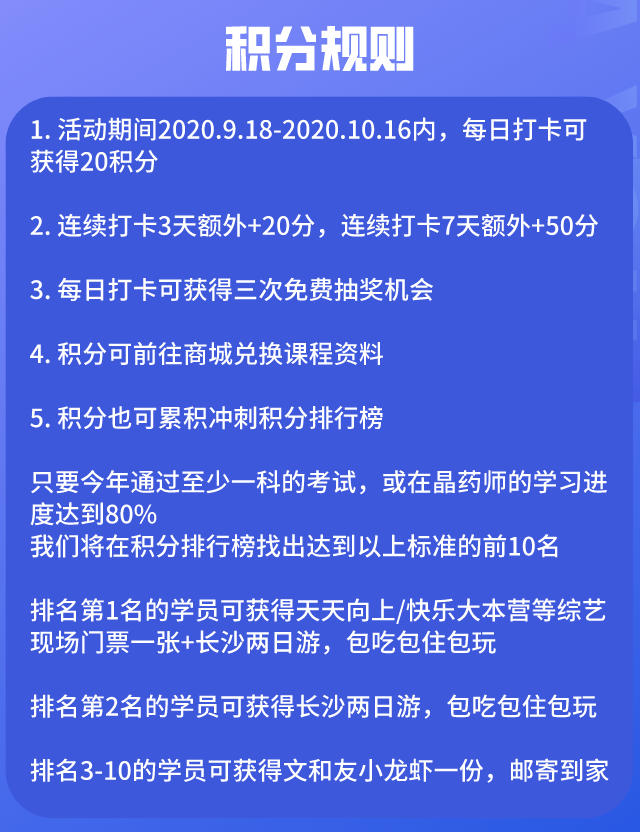 积分规则
1. 活动期间2020.9.18-2020.10.16内，每日打卡可
获得20积分
2. 连续打卡3天额外+20分，连续打卡7天额外+50分
3. 每日打卡可获得三次免费抽奖机会
4. 积分可前往商城兑换课程资料
5. 积分也可累积冲刺积分排行榜
只要今年通过至少一科的考试，或在晶药师的学习进
度达到80%
我们将在积分排行榜找出达到以上标准的前10名
排名第1名的学员可获得天天向上/快乐大本营等综艺
现场门票一张+长沙两日游，包吃包住包玩
排名第2名的学员可获得长沙两日游，包吃包住包玩
排名3-10的学员可获得文和友小龙虾一份，邮寄到家